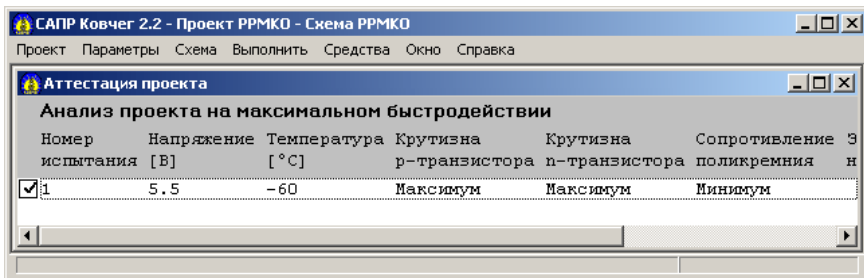 САПР Ковчег 2.2 - Проект РРМКО - Схема РРМКО
Проект Параметры Схема Выполнить Средства Окно Справка
Аттестация проекта
Анализ проекта на максимальном быстродействии
Номер Напряжение Температура Крутизна Крутизна Сопротивление Э
испытания [В] [°С] р-транзистора n-транзистора поликремния н
1 5.5 -60 Максимум Максимум Минимум